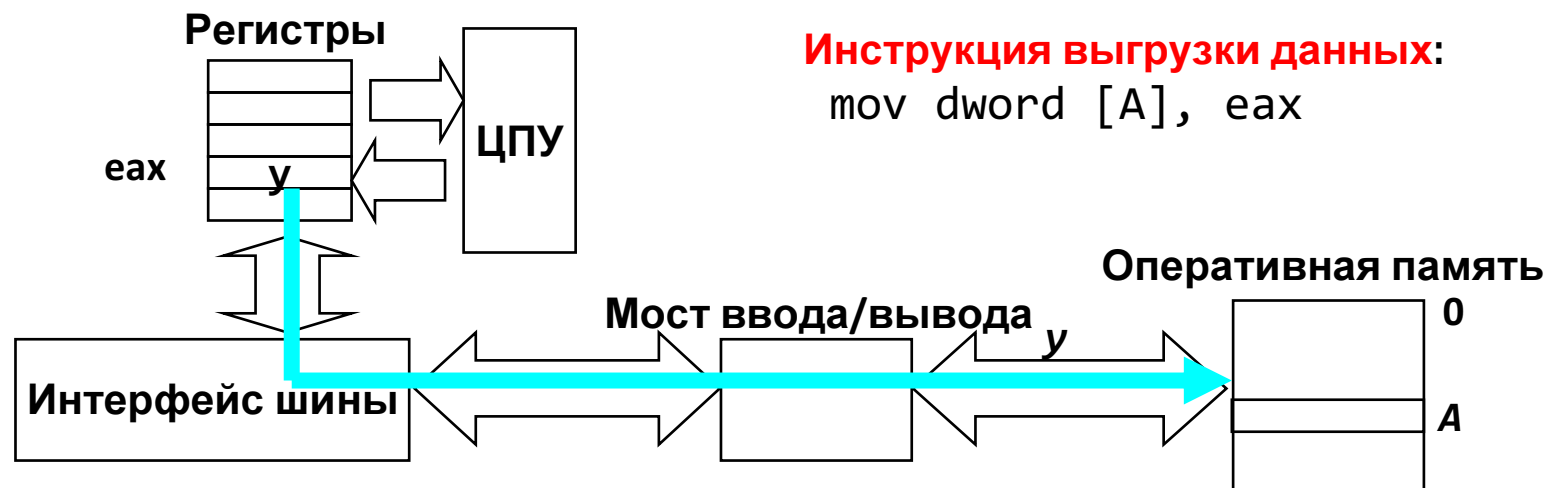 Регистры
Инструкция выгрузки данных:
mov dword [A], eax
ЦПУ
eax
y
Оперативная память
0
Мост ввода/вывода
y
Интерфейс шины
A